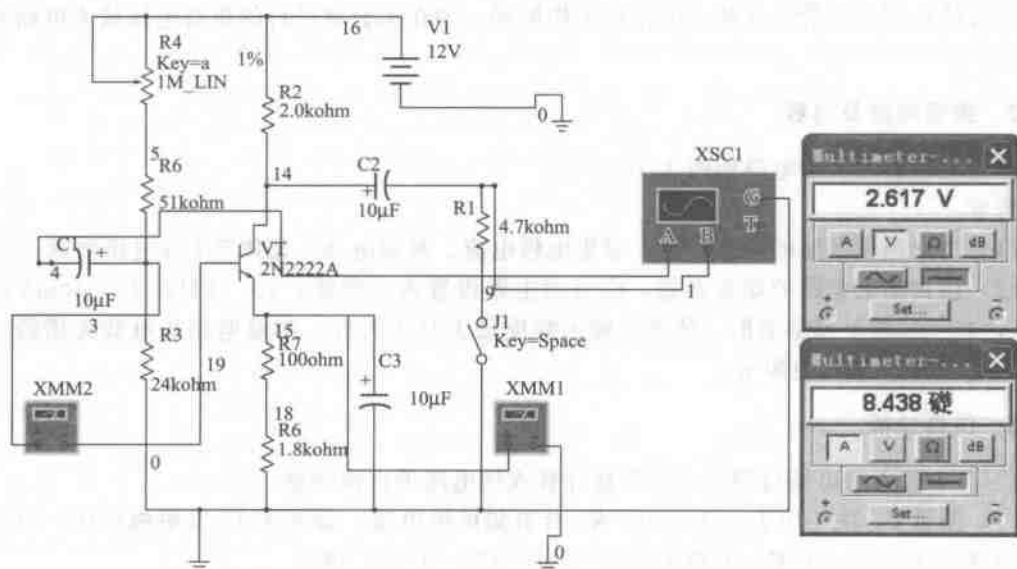 R4
Key=a
1M_LIN
16
V1
12V
1%
R2
2.0kohm
0
5
R6
51kohm
14
C2
+
10μF
R1
4.7kohm
XSC1
G
T
A
B
Multimeter-...
2.617 V
A
V
Ω
dB
+
Set...
-
C1
+
4
10μF
3
2N2222A
9
1
J1
Key=Space
R3
24kohm
19
15
R7
100ohm
C3
+
10μF
XMM2
XMM1
18
R6
1.8kohm
0
0
Multimeter-...
8.438 礎
A
V
Ω
dB
+
Set...
-